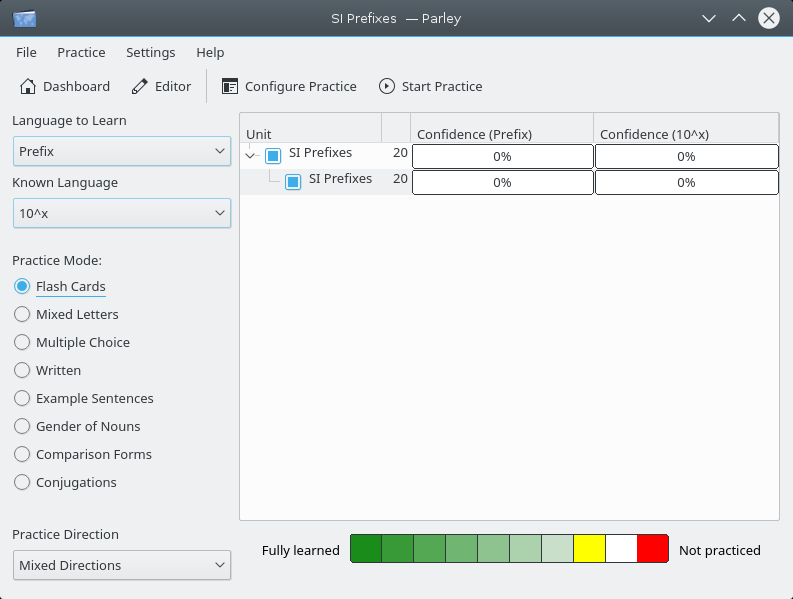 SI Prefixes — Parley
File Practice Settings Help
Dashboard Editor Configure Practice Start Practice
Language to Learn
Prefix
Known Language
10^x
Practice Mode:
Flash Cards
Mixed Letters
Multiple Choice
Written
Example Sentences
Gender of Nouns
Comparison Forms
Conjugations
Practice Direction
Mixed Directions
Unit Confidence (Prefix) Confidence (10^x)
SI Prefixes 20 0% 0%
SI Prefixes 20 0% 0%
Fully learned Not practiced